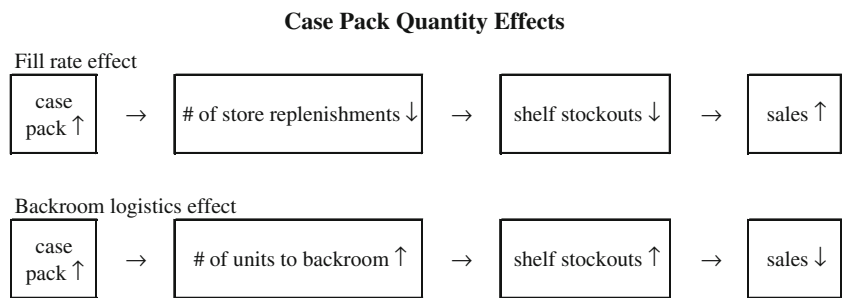 Case Pack Quantity Effects
Fill rate effect
case
pack ↑ → # of store replenishments ↓ → shelf stockouts ↓ → sales ↑
Backroom logistics effect
case
pack ↑ → # of units to backroom ↑ → shelf stockouts ↑ → sales ↓